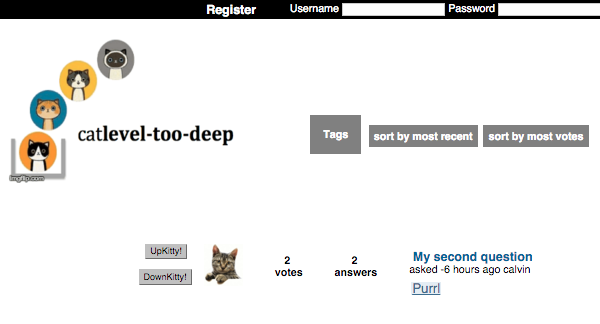 Register Username Password
catlevel-too-deep
Tags sort by most recent sort by most votes
imgflip.com
UpKitty!
DownKitty!
2 votes
2 answers
My second question
asked -6 hours ago calvin
Purrl